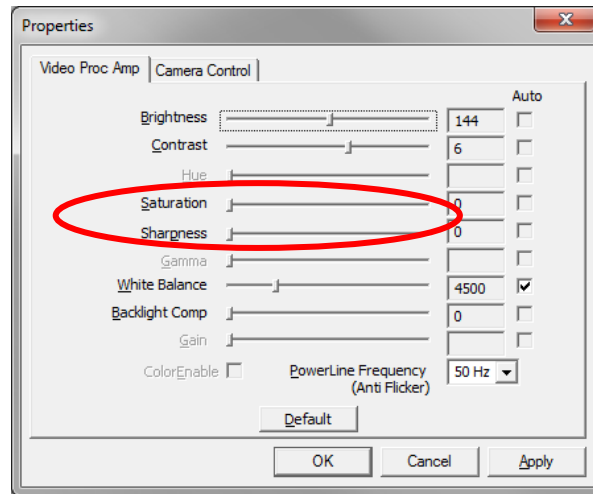 Properties
Video Proc Amp Camera Control
Auto
Brightness 144
Contrast 6
Hue
Saturation 0
Sharpness 0
Gamma
White Balance 4500
Backlight Comp 0
Gain
ColorEnable PowerLine Frequency 50 Hz
(Anti Flicker)
Default
OK Cancel Apply